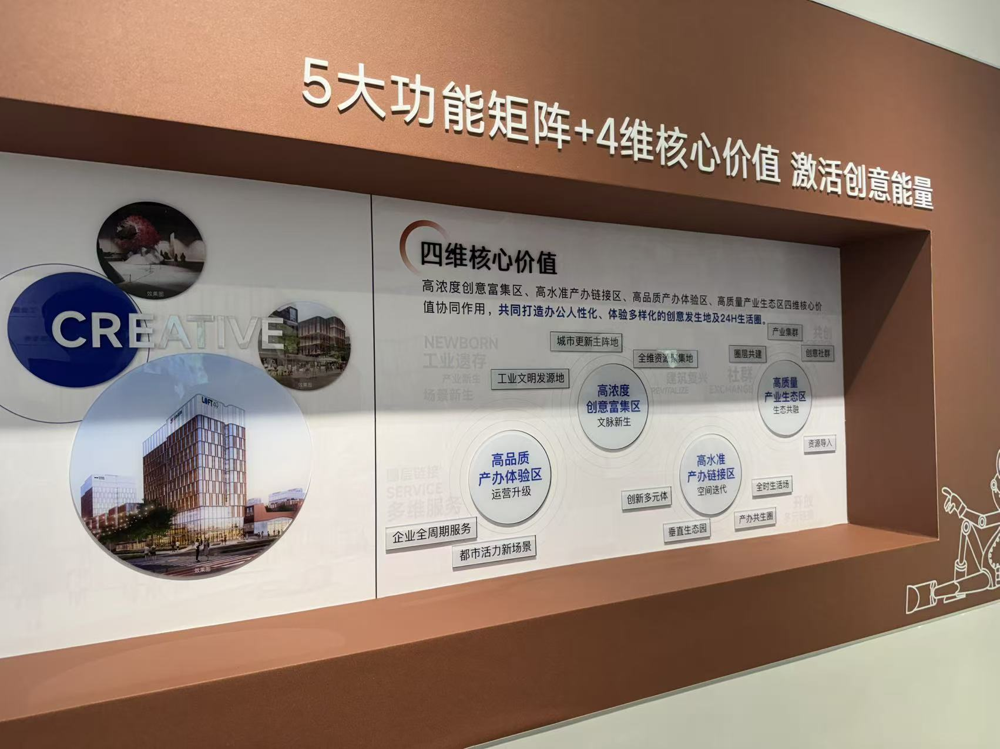 5大功能矩阵+4维核心价值 激活创意能量
CREATIVE
效果图
效果图
LOFT49
效果图
四维核心价值
高浓度创意富集区、高水准产办链接区、高品质产办体验区、高质量产业生态区四维核心价
值协同作用，共同打造办公人性化、体验多样化的创意发生地及24H生活圈。
NEWBORN
工业遗存
产业新生
场景新生
城市更新主阵地
全维资源聚集地
工业文明发源地
高浓度
创意富集区
文脉新生
建筑复兴
REVITALIZE
社群
EXCHANGE
产业集群
共创
圈层共建
创意社群
高质量
产业生态区
生态共融
资源导入
圈层链接
SERVICE
多维服务
高品质
产办体验区
运营升级
企业全周期服务
都市活力新场景
高水准
产办链接区
空间迭代
创新多元体
全时生活场
垂直生态园
产办共生圈
开放